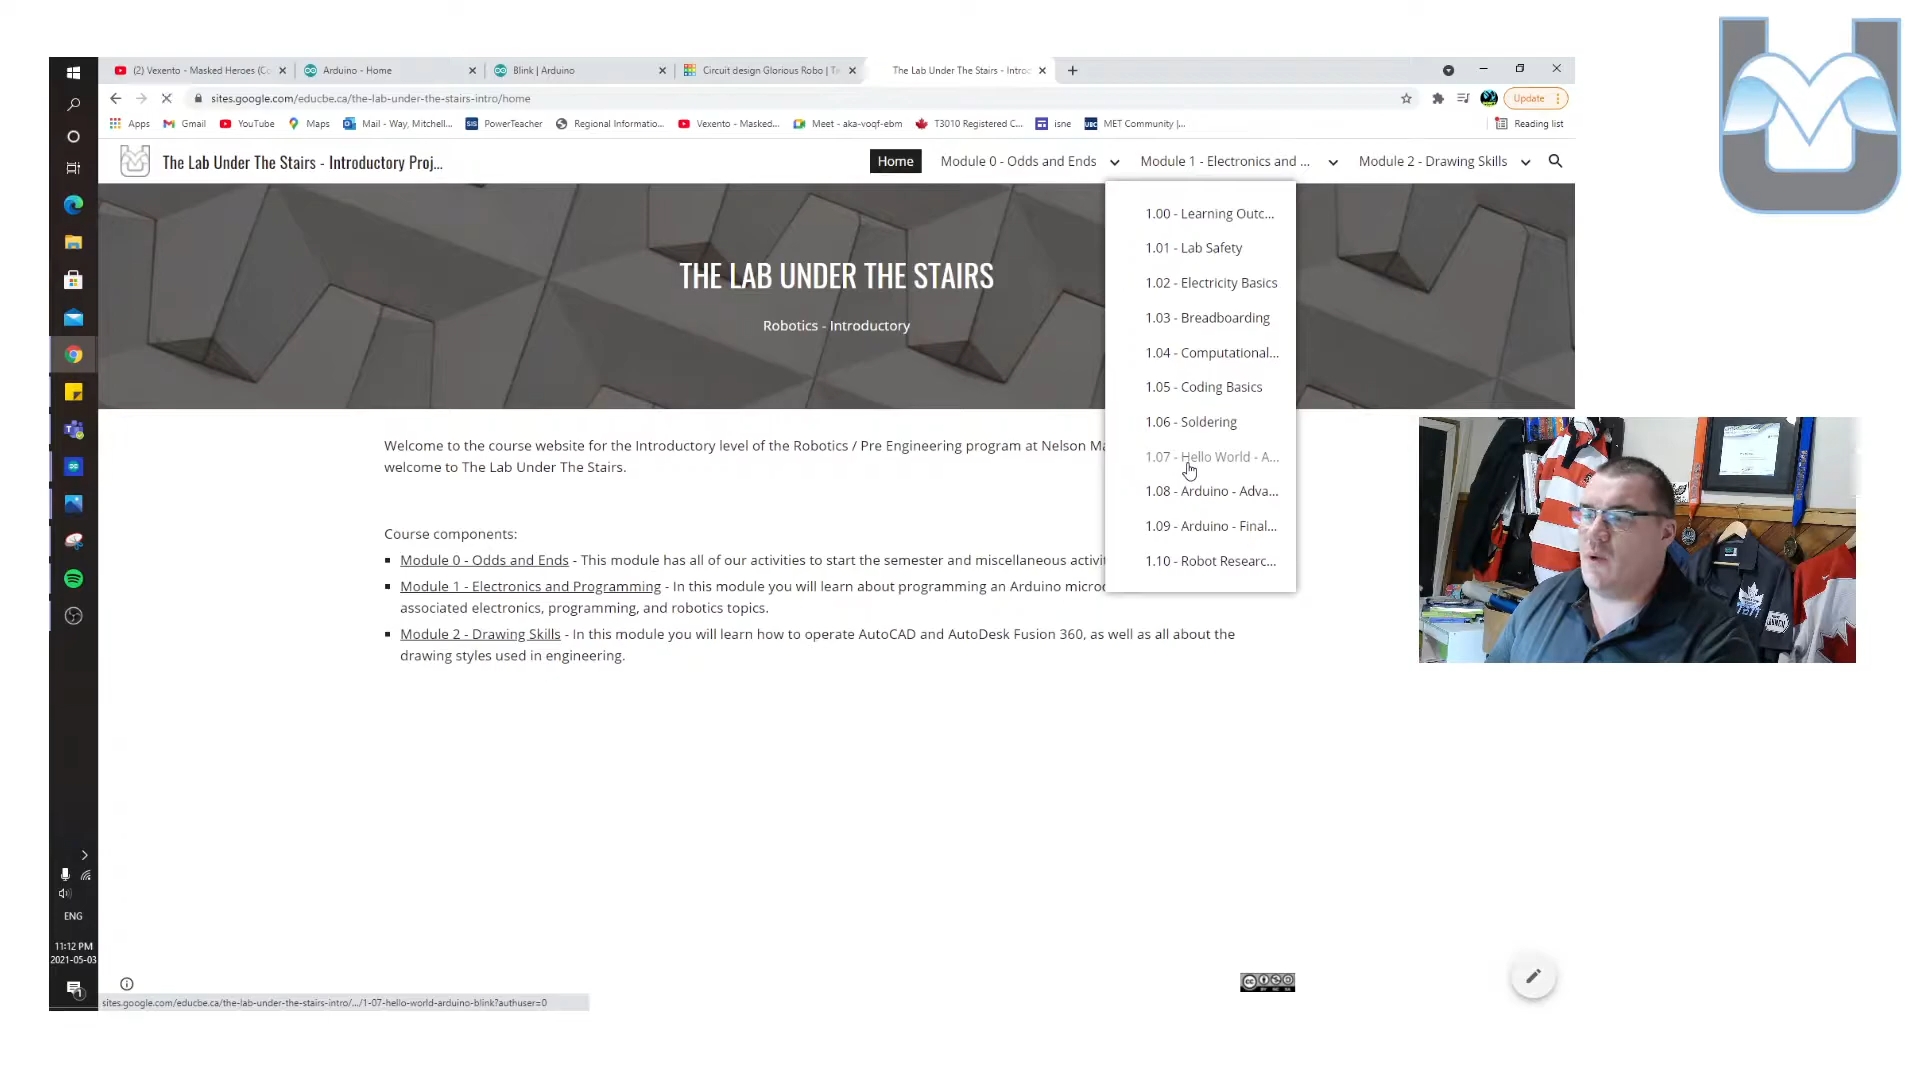 (2) Vexento - Masked Heroes (Co
Arduino - Home
Blink | Arduino
Circuit design Glorious Robo | Ti
The Lab Under The Stairs - Introd
sites.google.com/educbe.ca/the-lab-under-the-stairs-intro/home
Update
Apps
Gmail
YouTube
Maps
Mail - Way, Mitchell...
SIS
PowerTeacher
Regional Informatio...
Vexento - Masked...
Meet - aka-voqf-ebm
T3010 Registered C...
isne
UBC
MET Community |...
Reading list
The Lab Under The Stairs - Introductory Proj...
Home
Module 0 - Odds and Ends
Module 1 - Electronics and ...
Module 2 - Drawing Skills
1.00 - Learning Outc...
1.01 - Lab Safety
1.02 - Electricity Basics
1.03 - Breadboarding
1.04 - Computational...
1.05 - Coding Basics
1.06 - Soldering
1.07 - Hello World - A...
1.08 - Arduino - Adva...
1.09 - Arduino - Final...
1.10 - Robot Researc...
THE LAB UNDER THE STAIRS
Robotics - Introductory
Welcome to the course website for the Introductory level of the Robotics / Pre Engineering program at Nelson Ma
welcome to The Lab Under The Stairs.
Course components:
Module 0 - Odds and Ends - This module has all of our activities to start the semester and miscellaneous activit
Module 1 - Electronics and Programming - In this module you will learn about programming an Arduino microc
associated electronics, programming, and robotics topics.
Module 2 - Drawing Skills - In this module you will learn how to operate AutoCAD and AutoDesk Fusion 360, as well as all about the
drawing styles used in engineering.
ENG
11:12 PM
2021-05-03
1
sites.google.com/educbe.ca/the-lab-under-the-stairs-intro/.../1-07-hello-world-arduino-blink?authuser=0